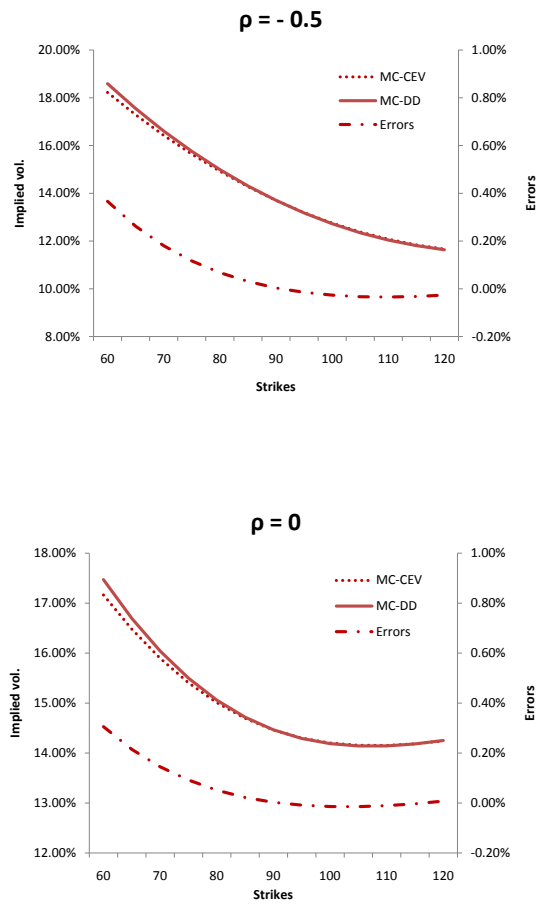 ρ = - 0.5
20.00%
18.00%
16.00%
14.00%
12.00%
10.00%
8.00%
Implied vol.
1.00%
0.80%
0.60%
0.40%
0.20%
0.00%
-0.20%
Errors
MC-CEV
MC-DD
Errors
60 70 80 90 100 110 120
Strikes
ρ = 0
18.00%
17.00%
16.00%
15.00%
14.00%
13.00%
12.00%
Implied vol.
1.00%
0.80%
0.60%
0.40%
0.20%
0.00%
-0.20%
Errors
MC-CEV
MC-DD
Errors
60 70 80 90 100 110 120
Strikes